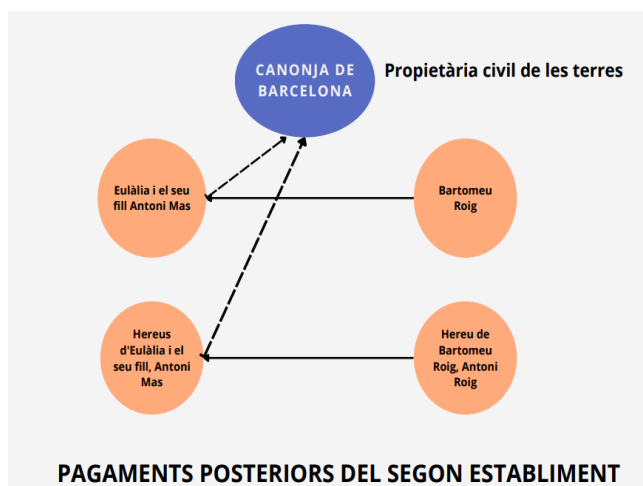 CANONJA DE
BARCELONA
Propietària civil de les terres
Eulàlia i el seu
fill Antoni Mas
Bartomeu
Roig
Hereus
d'Eulàlia i el
seu fill, Antoni
Mas
Hereu de
Bartomeu
Roig, Antoni
Roig
PAGAMENTS POSTERIORS DEL SEGON ESTABLIMENT